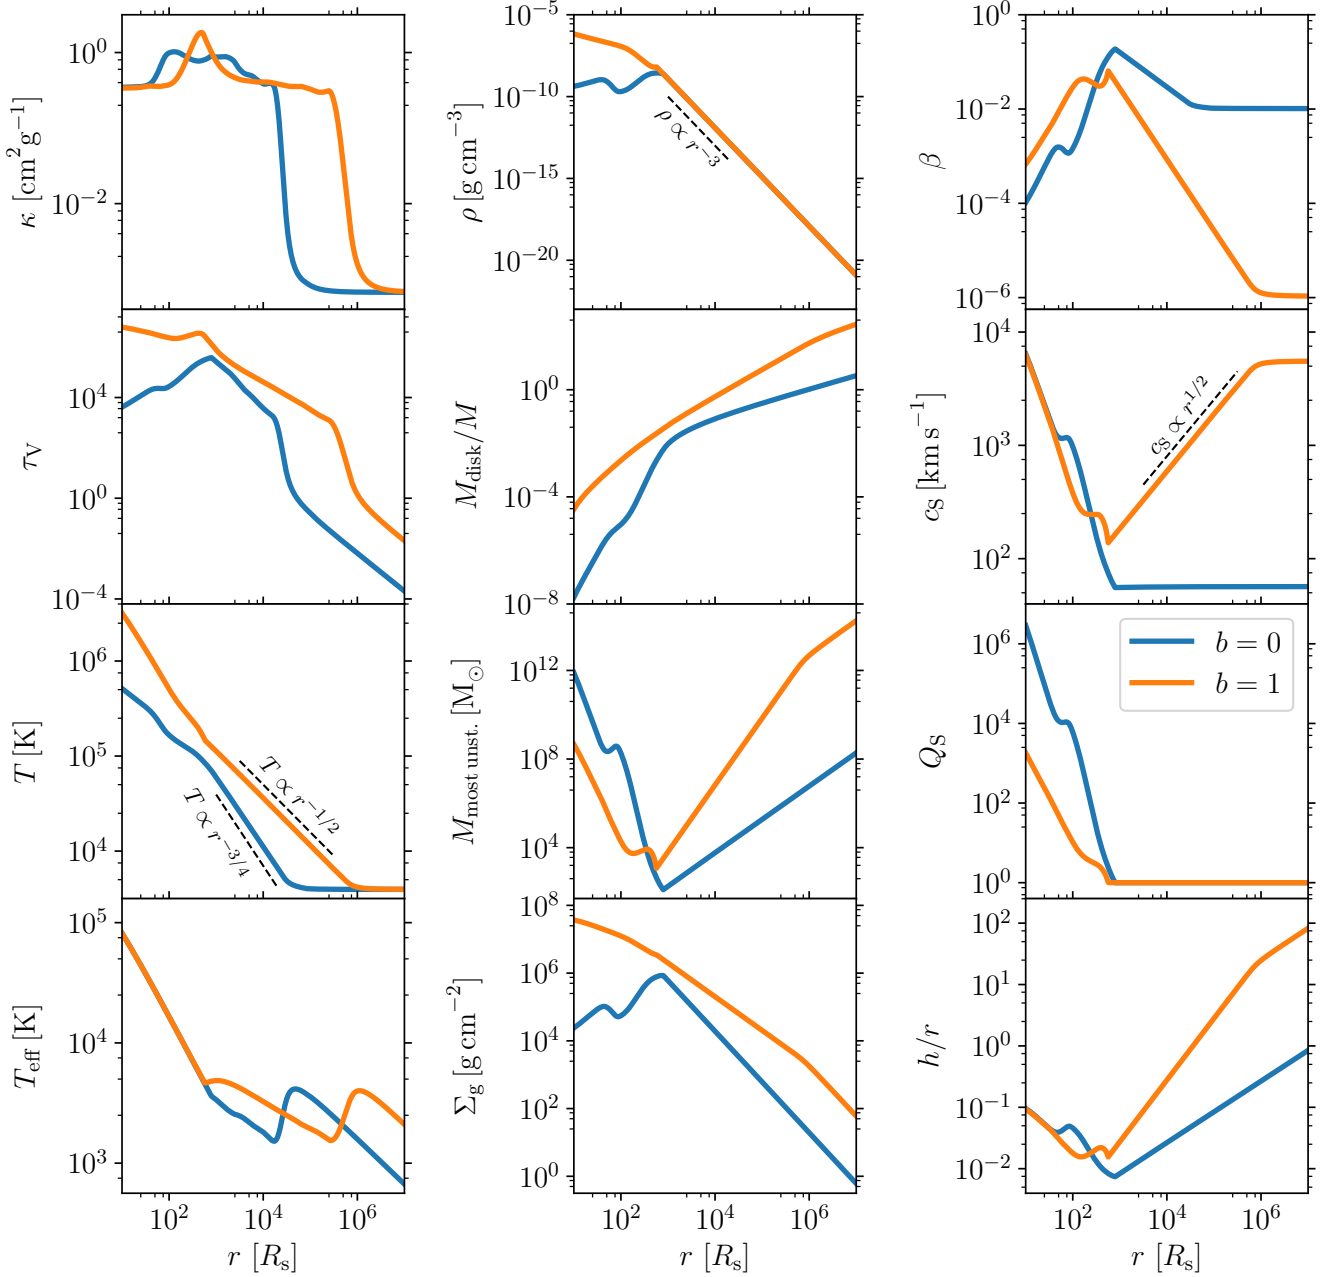 κ [cm² g⁻¹]
10⁰
10⁻²
ρ [g cm⁻³]
10⁻⁵
10⁻¹⁰
10⁻¹⁵
10⁻²⁰
ρ ∝ r⁻³
β
10⁰
10⁻²
10⁻⁴
10⁻⁶
τ_V
10⁴
10⁰
10⁻⁴
M_disk/M
10⁰
10⁻⁴
10⁻⁸
c_S [km s⁻¹]
10⁴
10³
10²
c_S ∝ r^{1/2}
T [K]
10⁶
10⁵
10⁴
T ∝ r^{−1/2}
T ∝ r^{−3/4}
M_most unst. [M_⊙]
10¹²
10⁸
10⁴
Q_S
10⁶
10⁴
10²
10⁰
b = 0
b = 1
T_eff [K]
10⁵
10⁴
10³
Σ_g [g cm⁻²]
10⁸
10⁶
10⁴
10²
10⁰
h/r
10²
10¹
10⁰
10⁻¹
10⁻²
10² 10⁴ 10⁶
r [R_s]
10² 10⁴ 10⁶
r [R_s]
10² 10⁴ 10⁶
r [R_s]